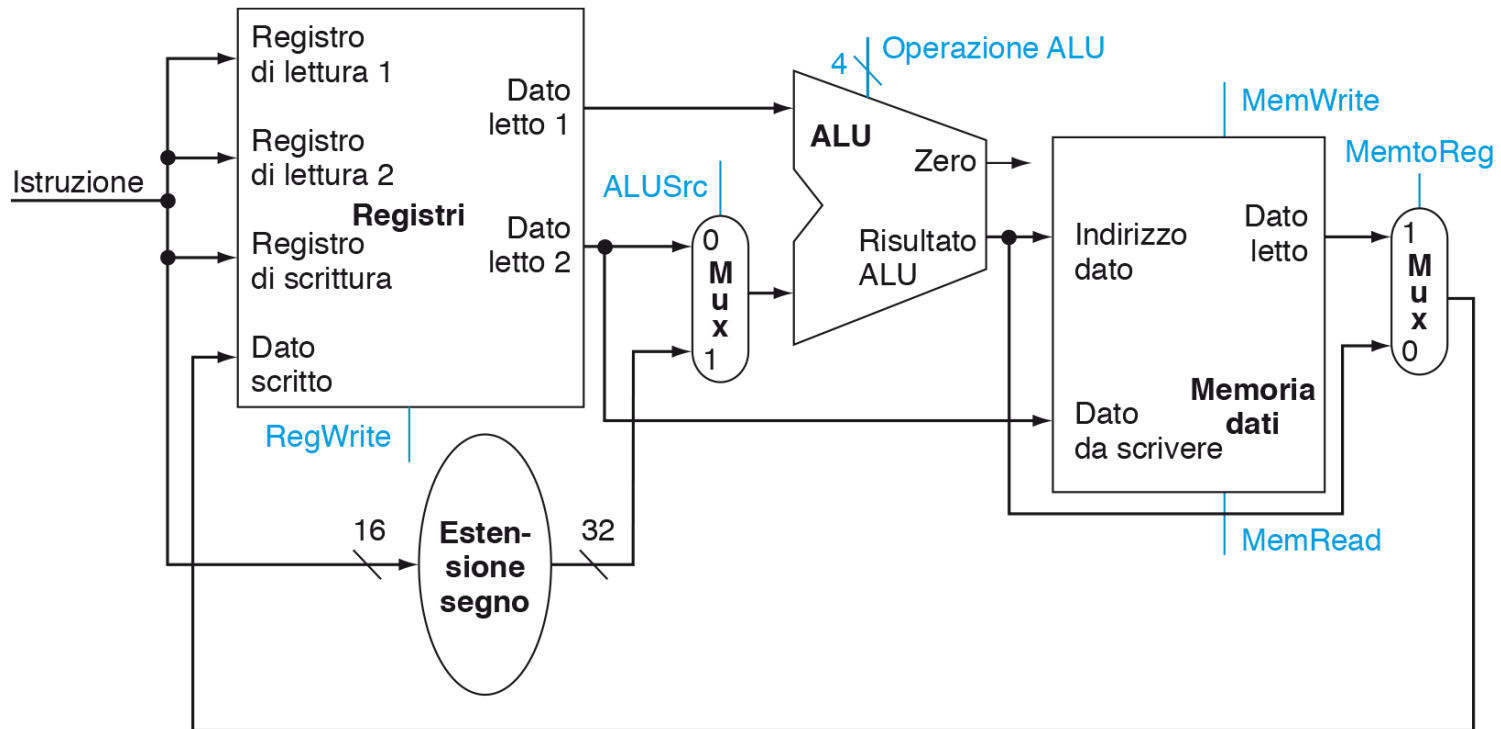 Istruzione
Registro
di lettura 1
Registro
di lettura 2
Registro
di scrittura
Dato
scritto
Registri
Dato
letto 1
Dato
letto 2
RegWrite
16
Esten-
sione
segno
32
ALUSrc
0
M
u
x
1
4
Operazione ALU
ALU
Zero
Risultato
ALU
MemWrite
Indirizzo
dato
Dato
letto
Dato
da scrivere
Memoria
dati
MemRead
MemtoReg
1
M
u
x
0